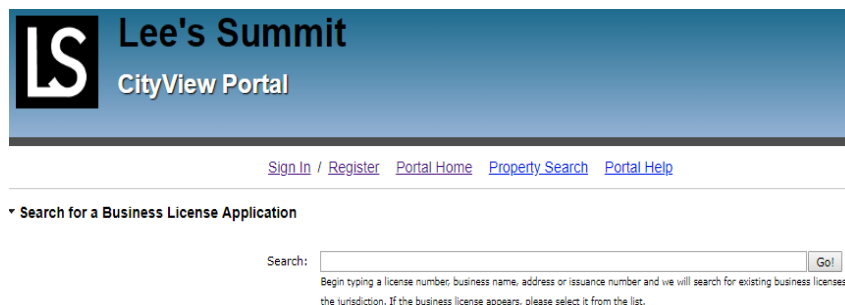 LS
Lee's Summit
CityView Portal
Sign In / Register Portal Home Property Search Portal Help
Search for a Business License Application
Search: Go!
Begin typing a license number, business name, address or issuance number and we will search for existing business licenses
the jurisdiction. If the business license appears, please select it from the list.